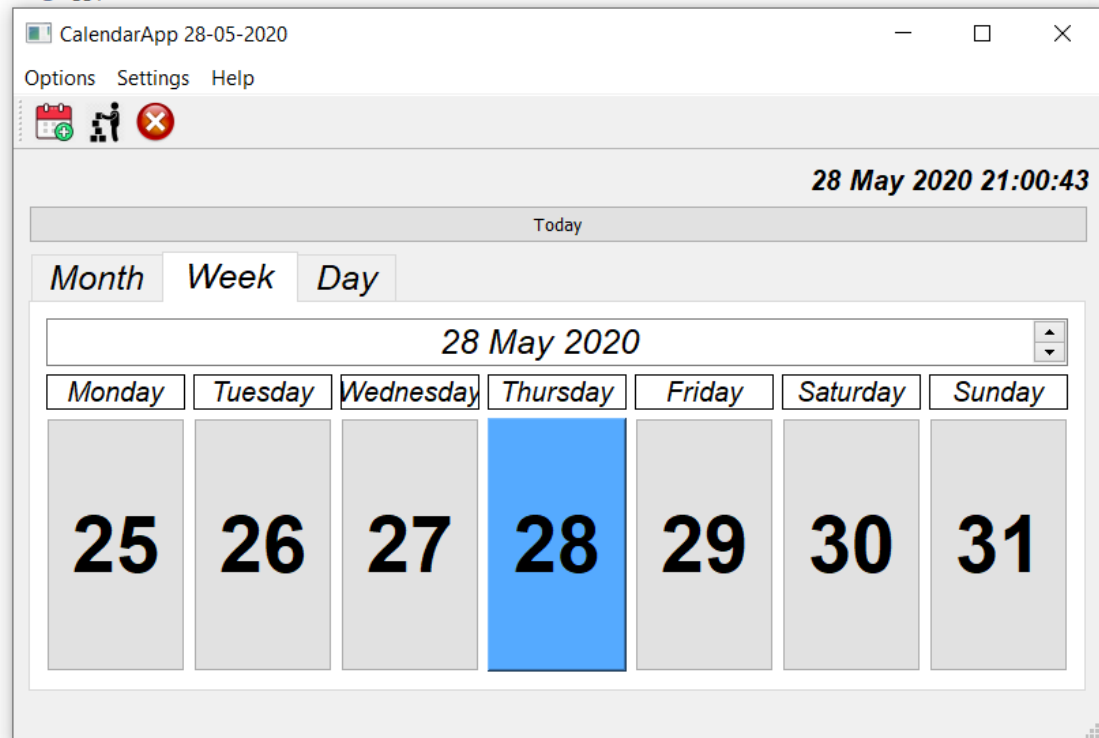 CalendarApp 28-05-2020
Options Settings Help
28 May 2020 21:00:43
Today
Month Week Day
28 May 2020
Monday Tuesday Wednesday Thursday Friday Saturday Sunday
25 26 27 28 29 30 31